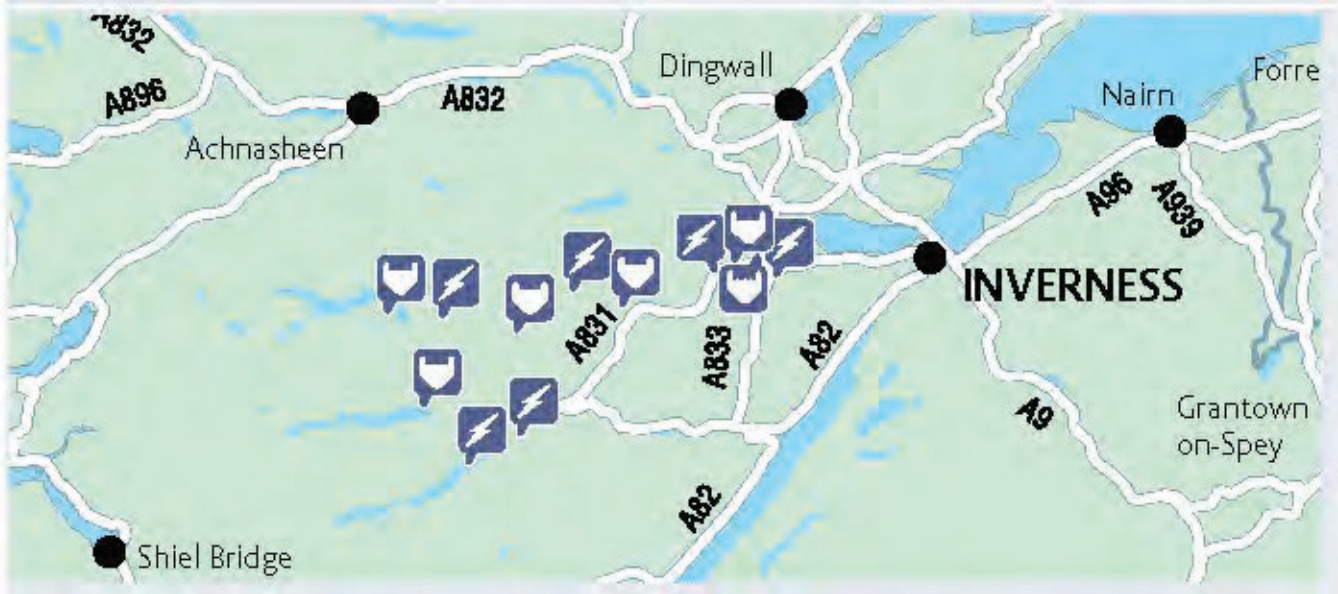 A832
A896
Achnasheen
A832
Dingwall
Nairn
Forre
A96
A939
INVERNESS
A831
A833
A82
A9
Grantown
on-Spey
A82
Shiel Bridge